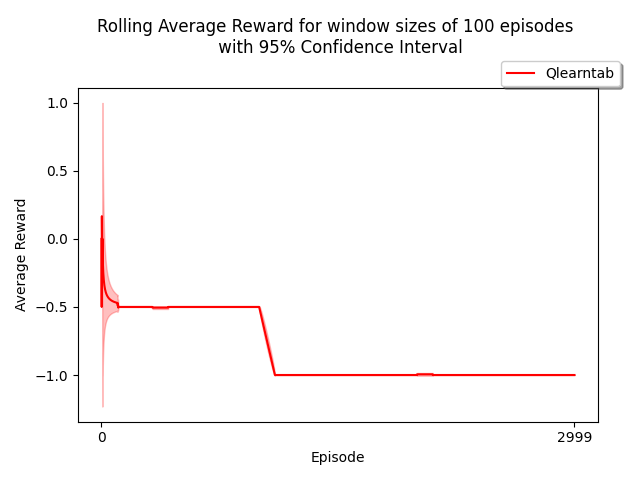 Rolling Average Reward for window sizes of 100 episodes
with 95% Confidence Interval
Qlearntab
1.0
0.5
0.0
−0.5
−1.0
Average Reward
0
2999
Episode